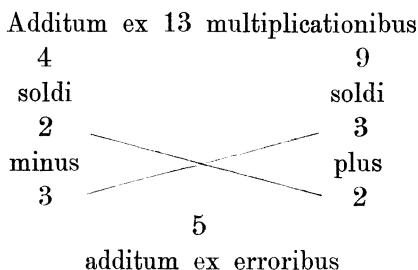 Additum ex 13 multiplicationibus
4 9
soldi soldi
2 3
minus plus
3 2
5
additum ex erroribus